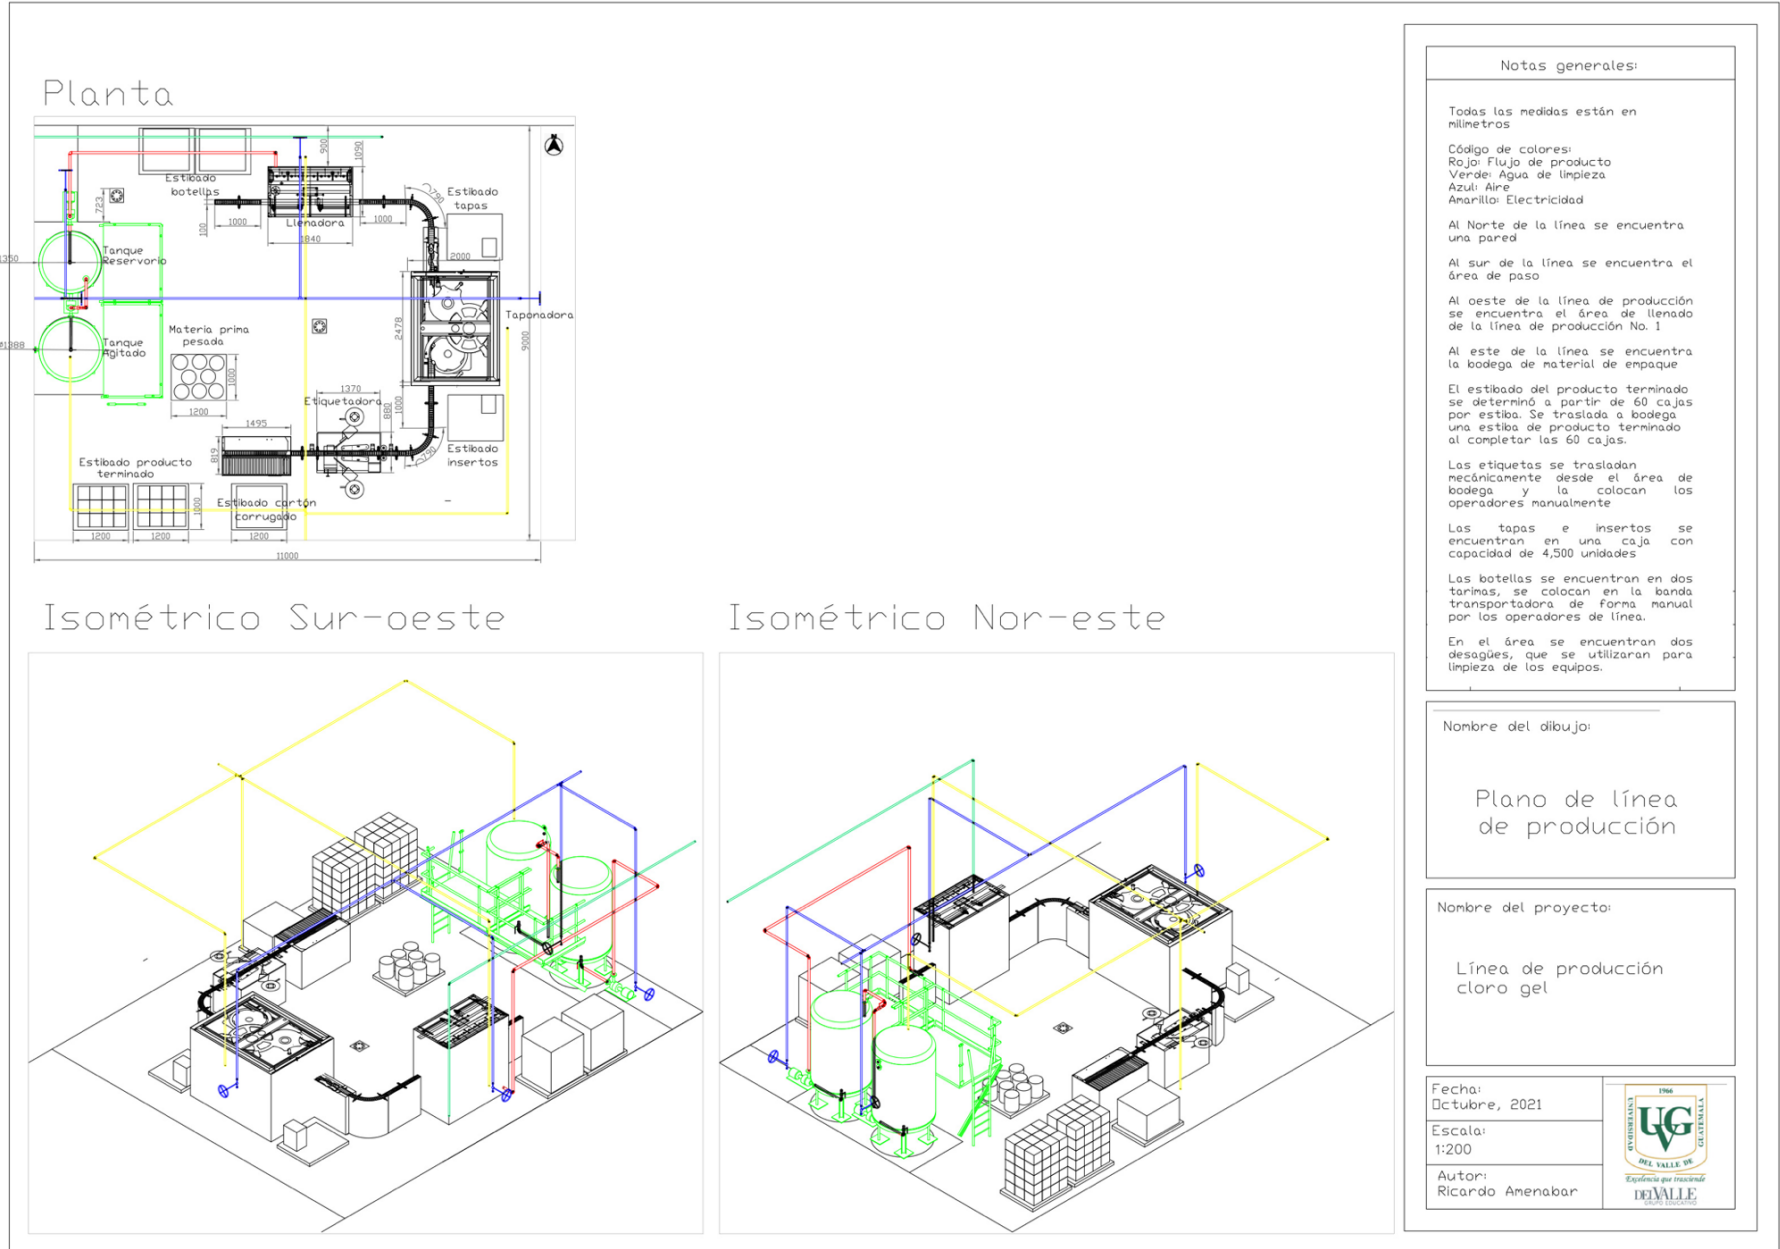 Planta
N
Estibado
botellas
900
1090
790
Estibado
tapas
723
100
1000
Llenadora
1000
1840
2000
Tanque
Reservorio
1350
Taponadora
2478
9000
Materia prima
pesada
Tanque
Agitado
1388
1000
1200
1370
Etiquetadora
880
1000
1495
819
790
Estibado
insertos
Estibado producto
terminado
1000
Estibado cartón
corrugado
1200
1200
1200
11000
Isométrico Sur-oeste
Isométrico Nor-este
Notas generales:
Todas las medidas están en
milimetros
Código de colores:
Rojo: Flujo de producto
Verde: Agua de limpieza
Azul: Aire
Amarillo: Electricidad
Al Norte de la línea se encuentra
una pared
Al sur de la línea se encuentra el
área de paso
Al oeste de la línea de producción
se encuentra el área de llenado
de la línea de producción No. 1
Al este de la línea se encuentra
la bodega de material de empaque
El estibado del producto terminado
se determinó a partir de 60 cajas
por estiba. Se traslada a bodega
una estiba de producto terminado
al completar las 60 cajas.
Las etiquetas se trasladan
mecánicamente desde el área de
bodega y la colocan los
operadores manualmente
Las tapas e insertos se
encuentran en una caja con
capacidad de 4,500 unidades
Las botellas se encuentran en dos
tarimas, se colocan en la banda
transportadora de forma manual
por los operadores de línea.
En el área se encuentran dos
desagües, que se utilizaran para
limpieza de los equipos.
Nombre del dibujo:
Plano de línea
de producción
Nombre del proyecto:
Línea de producción
cloro gel
Fecha:
Octubre, 2021
Escala:
1:200
Autor:
Ricardo Amenabar
1966
UNIVERSIDAD
UVG
GUATEMALA
DEL VALLE DE
Excelencia que trasciende
DELVALLE
GRUPO EDUCATIVO